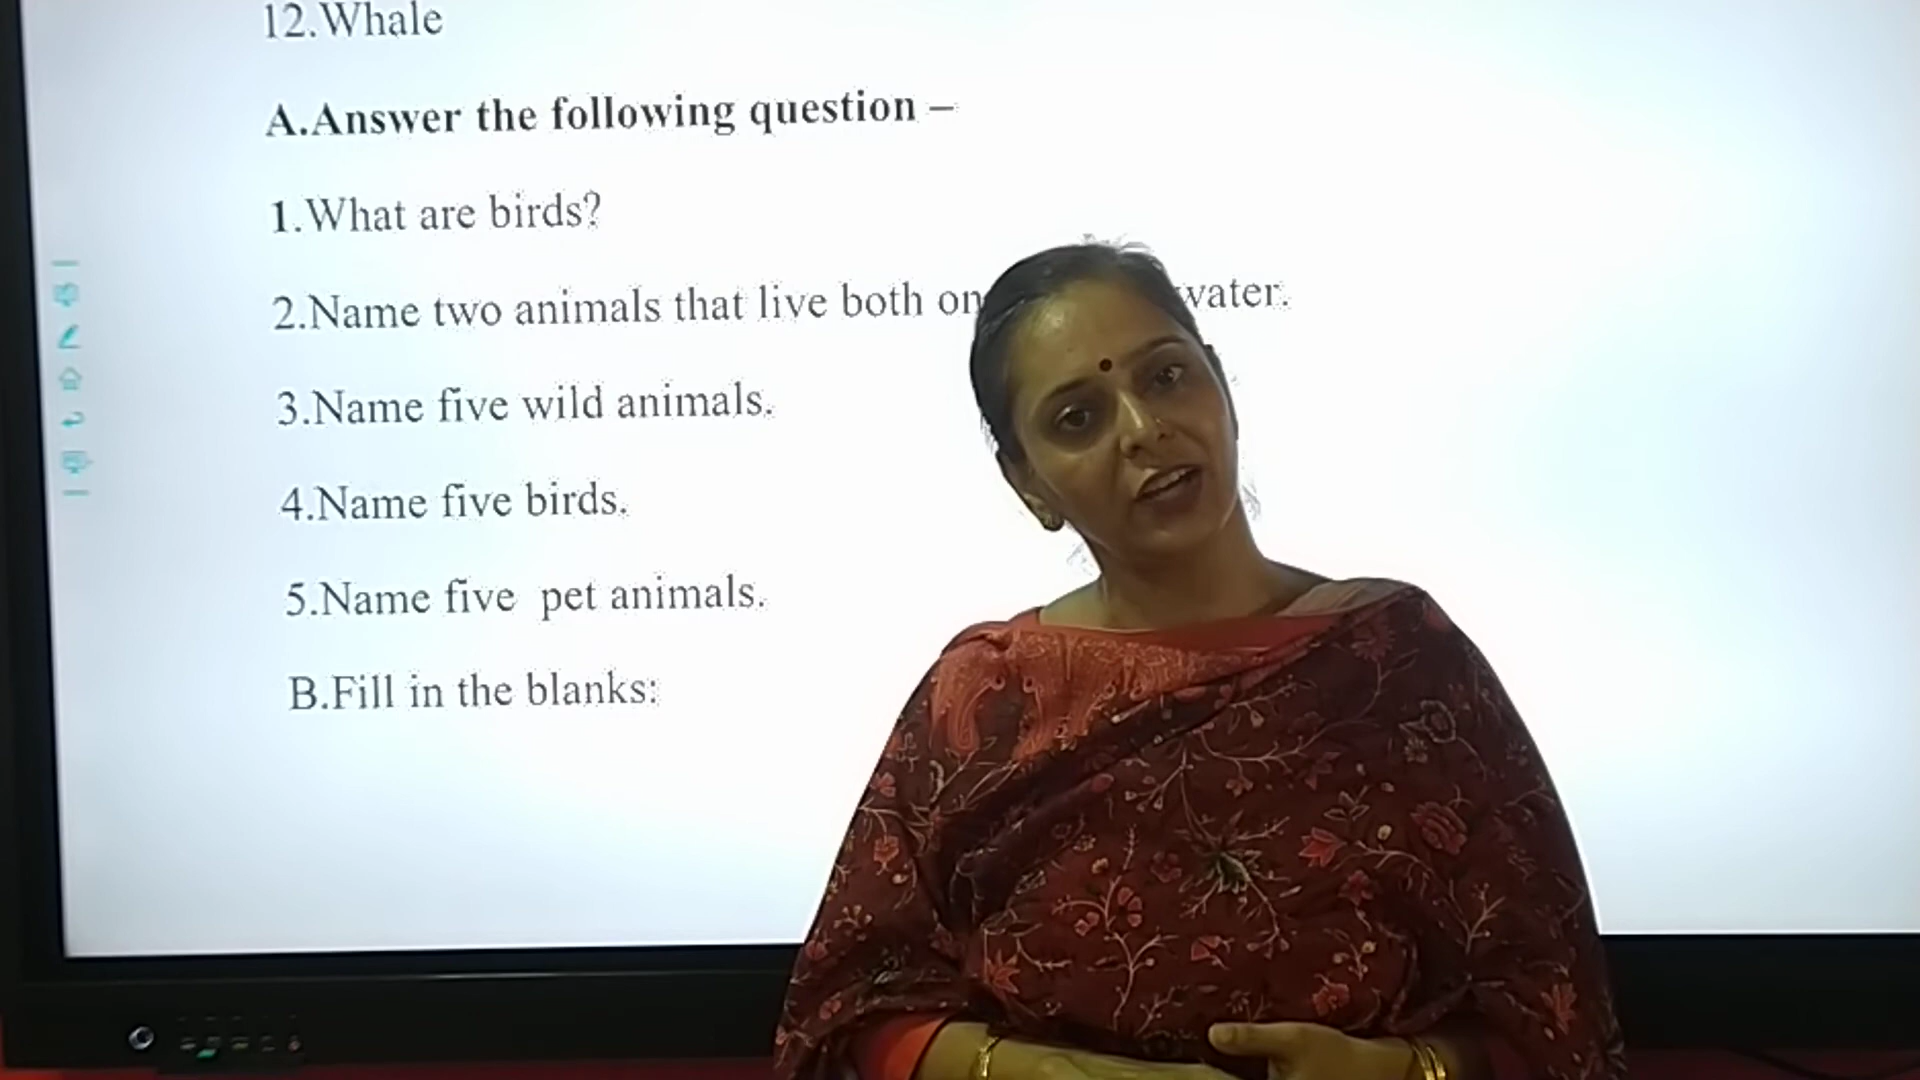 12.Whale
A.Answer the following question –
1.What are birds?
2.Name two animals that live both on water.
3.Name five wild animals.
4.Name five birds.
5.Name five pet animals.
B.Fill in the blanks: